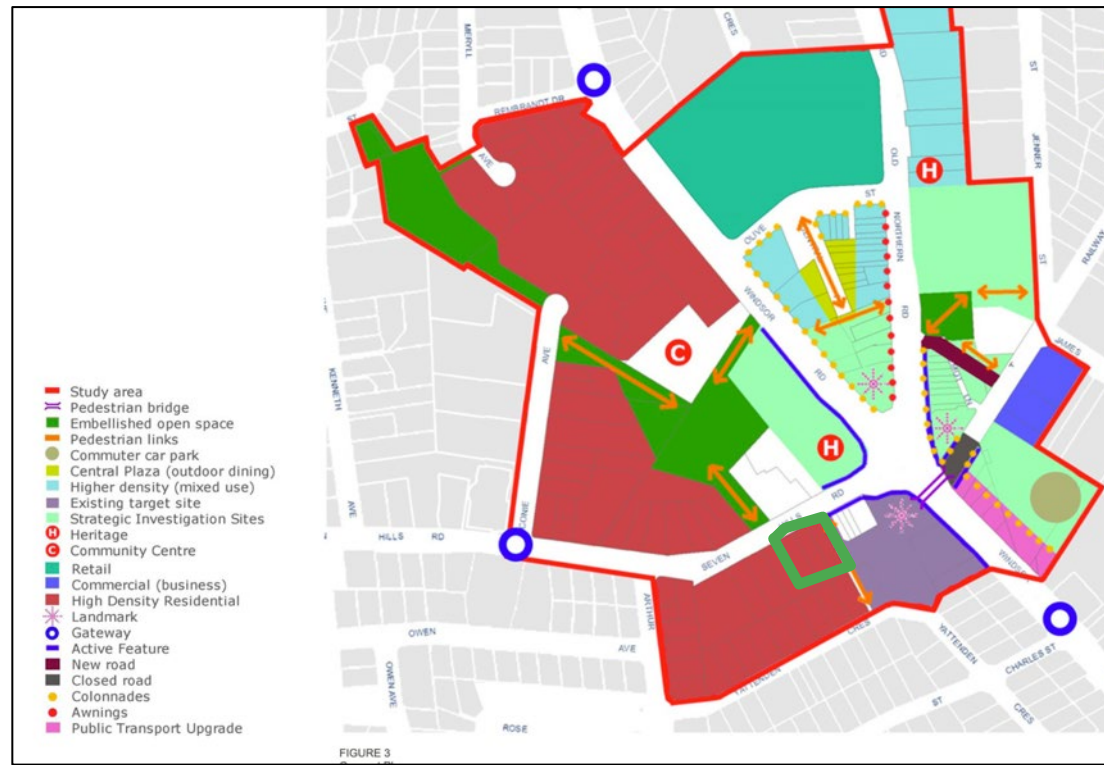 MERYLL
CRES
RD
REMBRANDT DR
ST
AVE
ST
JENNER
OLD
ST
OLIVE
NORTHERN
RD
ST
RAILWAY
WINDSOR
RD
JAMES
C
H
H
AVE
KENNETH
AVE
HILLS RD
SEVEN
RD
WINDSOR
ARTHUR
OWEN
AVE
OWEN AVE
YATTENDEN
CRES
YATTENDEN
CHARLES ST
ST
CRES
ROSE
Study area
Pedestrian bridge
Embellished open space
Pedestrian links
Commuter car park
Central Plaza (outdoor dining)
Higher density (mixed use)
Existing target site
Strategic Investigation Sites
H Heritage
C Community Centre
Retail
Commercial (business)
High Density Residential
Landmark
Gateway
Active Feature
New road
Closed road
Colonnades
Awnings
Public Transport Upgrade
FIGURE 3